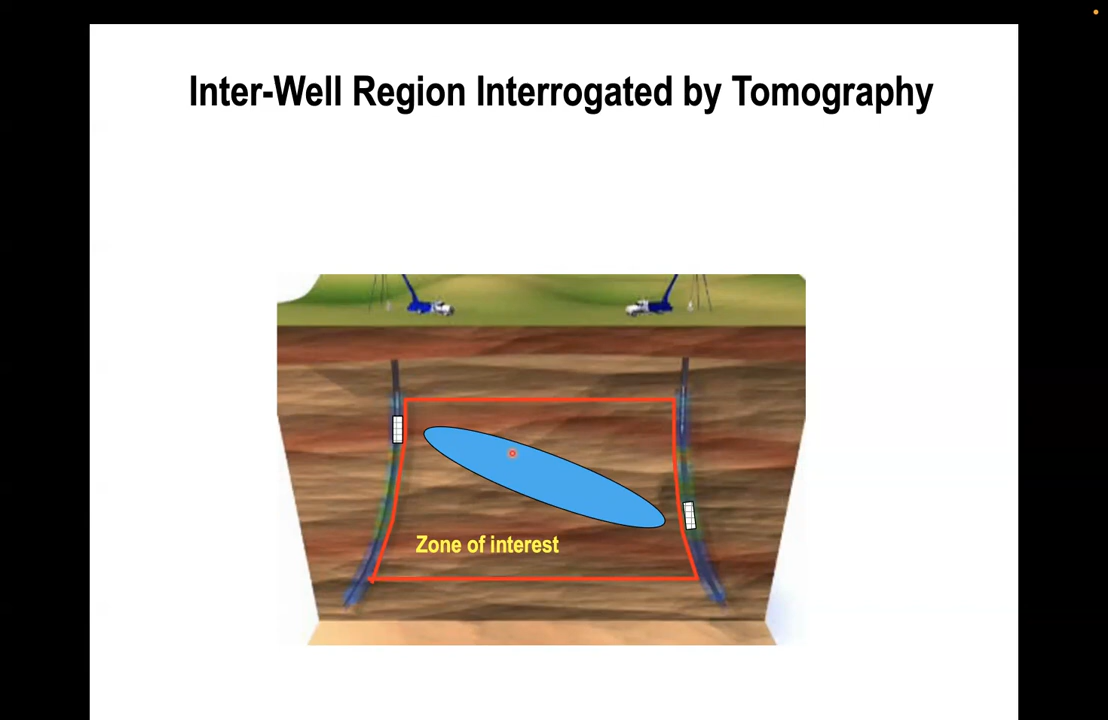 Inter-Well Region Interrogated by Tomography
Zone of interest